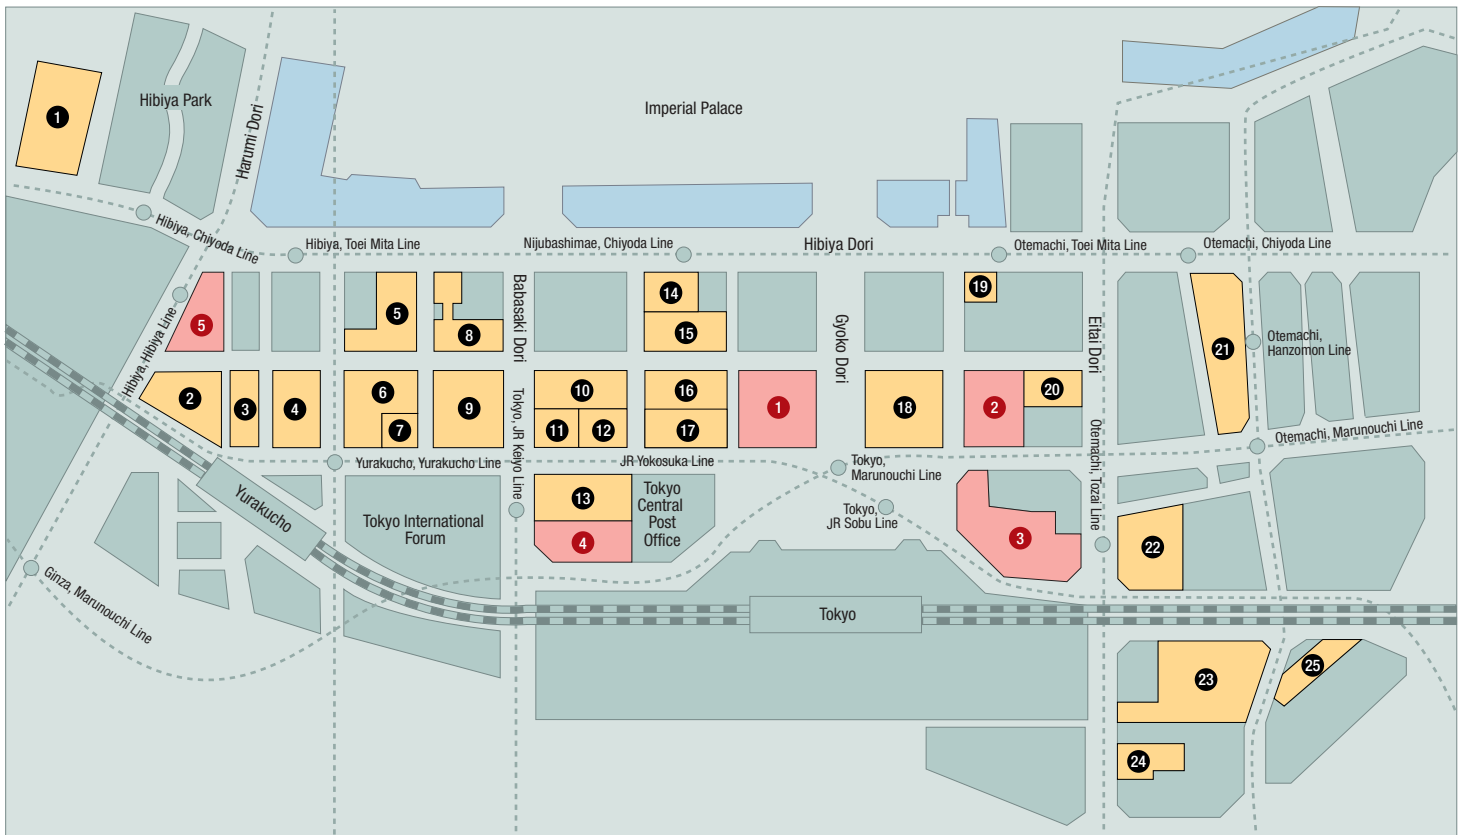 1
Hibiya Park
Harumi Dori
Imperial Palace
Hibiya, Chiyoda Line
Hibiya, Toei Mita Line
Nijubashimae, Chiyoda Line
Hibiya Dori
Otemachi, Toei Mita Line
Otemachi, Chiyoda Line
5
5
8
Babasaki Dori
14
15
Gyoko Dori
19
Eitai Dori
21
Otemachi,
Hanzomon Line
Hibiya, Hibiya Line
2
3
4
6
7
9
Tokyo, JR Keiyo Line
10
11
12
16
17
1
18
2
20
Otemachi, Tozai Line
Otemachi, Marunouchi Line
Yurakucho, Yurakucho Line
JR Yokosuka Line
Tokyo,
Marunouchi Line
Tokyo,
JR Sobu Line
Yurakucho
Tokyo International
Forum
13
4
Tokyo
Central
Post
Office
3
22
Ginza, Marunouchi Line
Tokyo
23
25
24